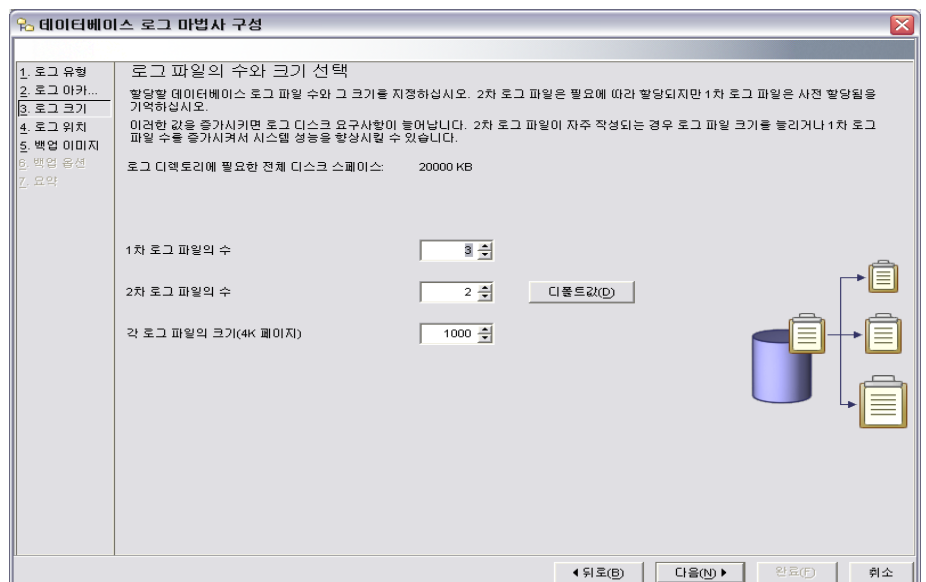 데이터베이스 로그 마법사 구성
1. 로그 유형
2. 로그 아카...
3. 로그 크기
4. 로그 위치
5. 백업 이미지
6. 백업 옵션
7. 요약
로그 파일의 수와 크기 선택
할당할 데이터베이스 로그 파일 수와 그 크기를 지정하십시오. 2차 로그 파일은 필요에 따라 할당되지만 1차 로그 파일은 사전 할당됨을
기억하십시오.
이러한 값을 증가시키면 로그 디스크 요구사항이 늘어납니다. 2차 로그 파일이 자주 작성되는 경우 로그 파일 크기를 늘리거나 1차 로그
파일 수를 증가시켜서 시스템 성능을 향상시킬 수 있습니다.
로그 디렉토리에 필요한 전체 디스크 스페이스: 20000 KB
1차 로그 파일의 수 3
2차 로그 파일의 수 2 디폴트값(D)
각 로그 파일의 크기(4K 페이지) 1000
뒤로(B) 다음(N) 완료(F) 취소